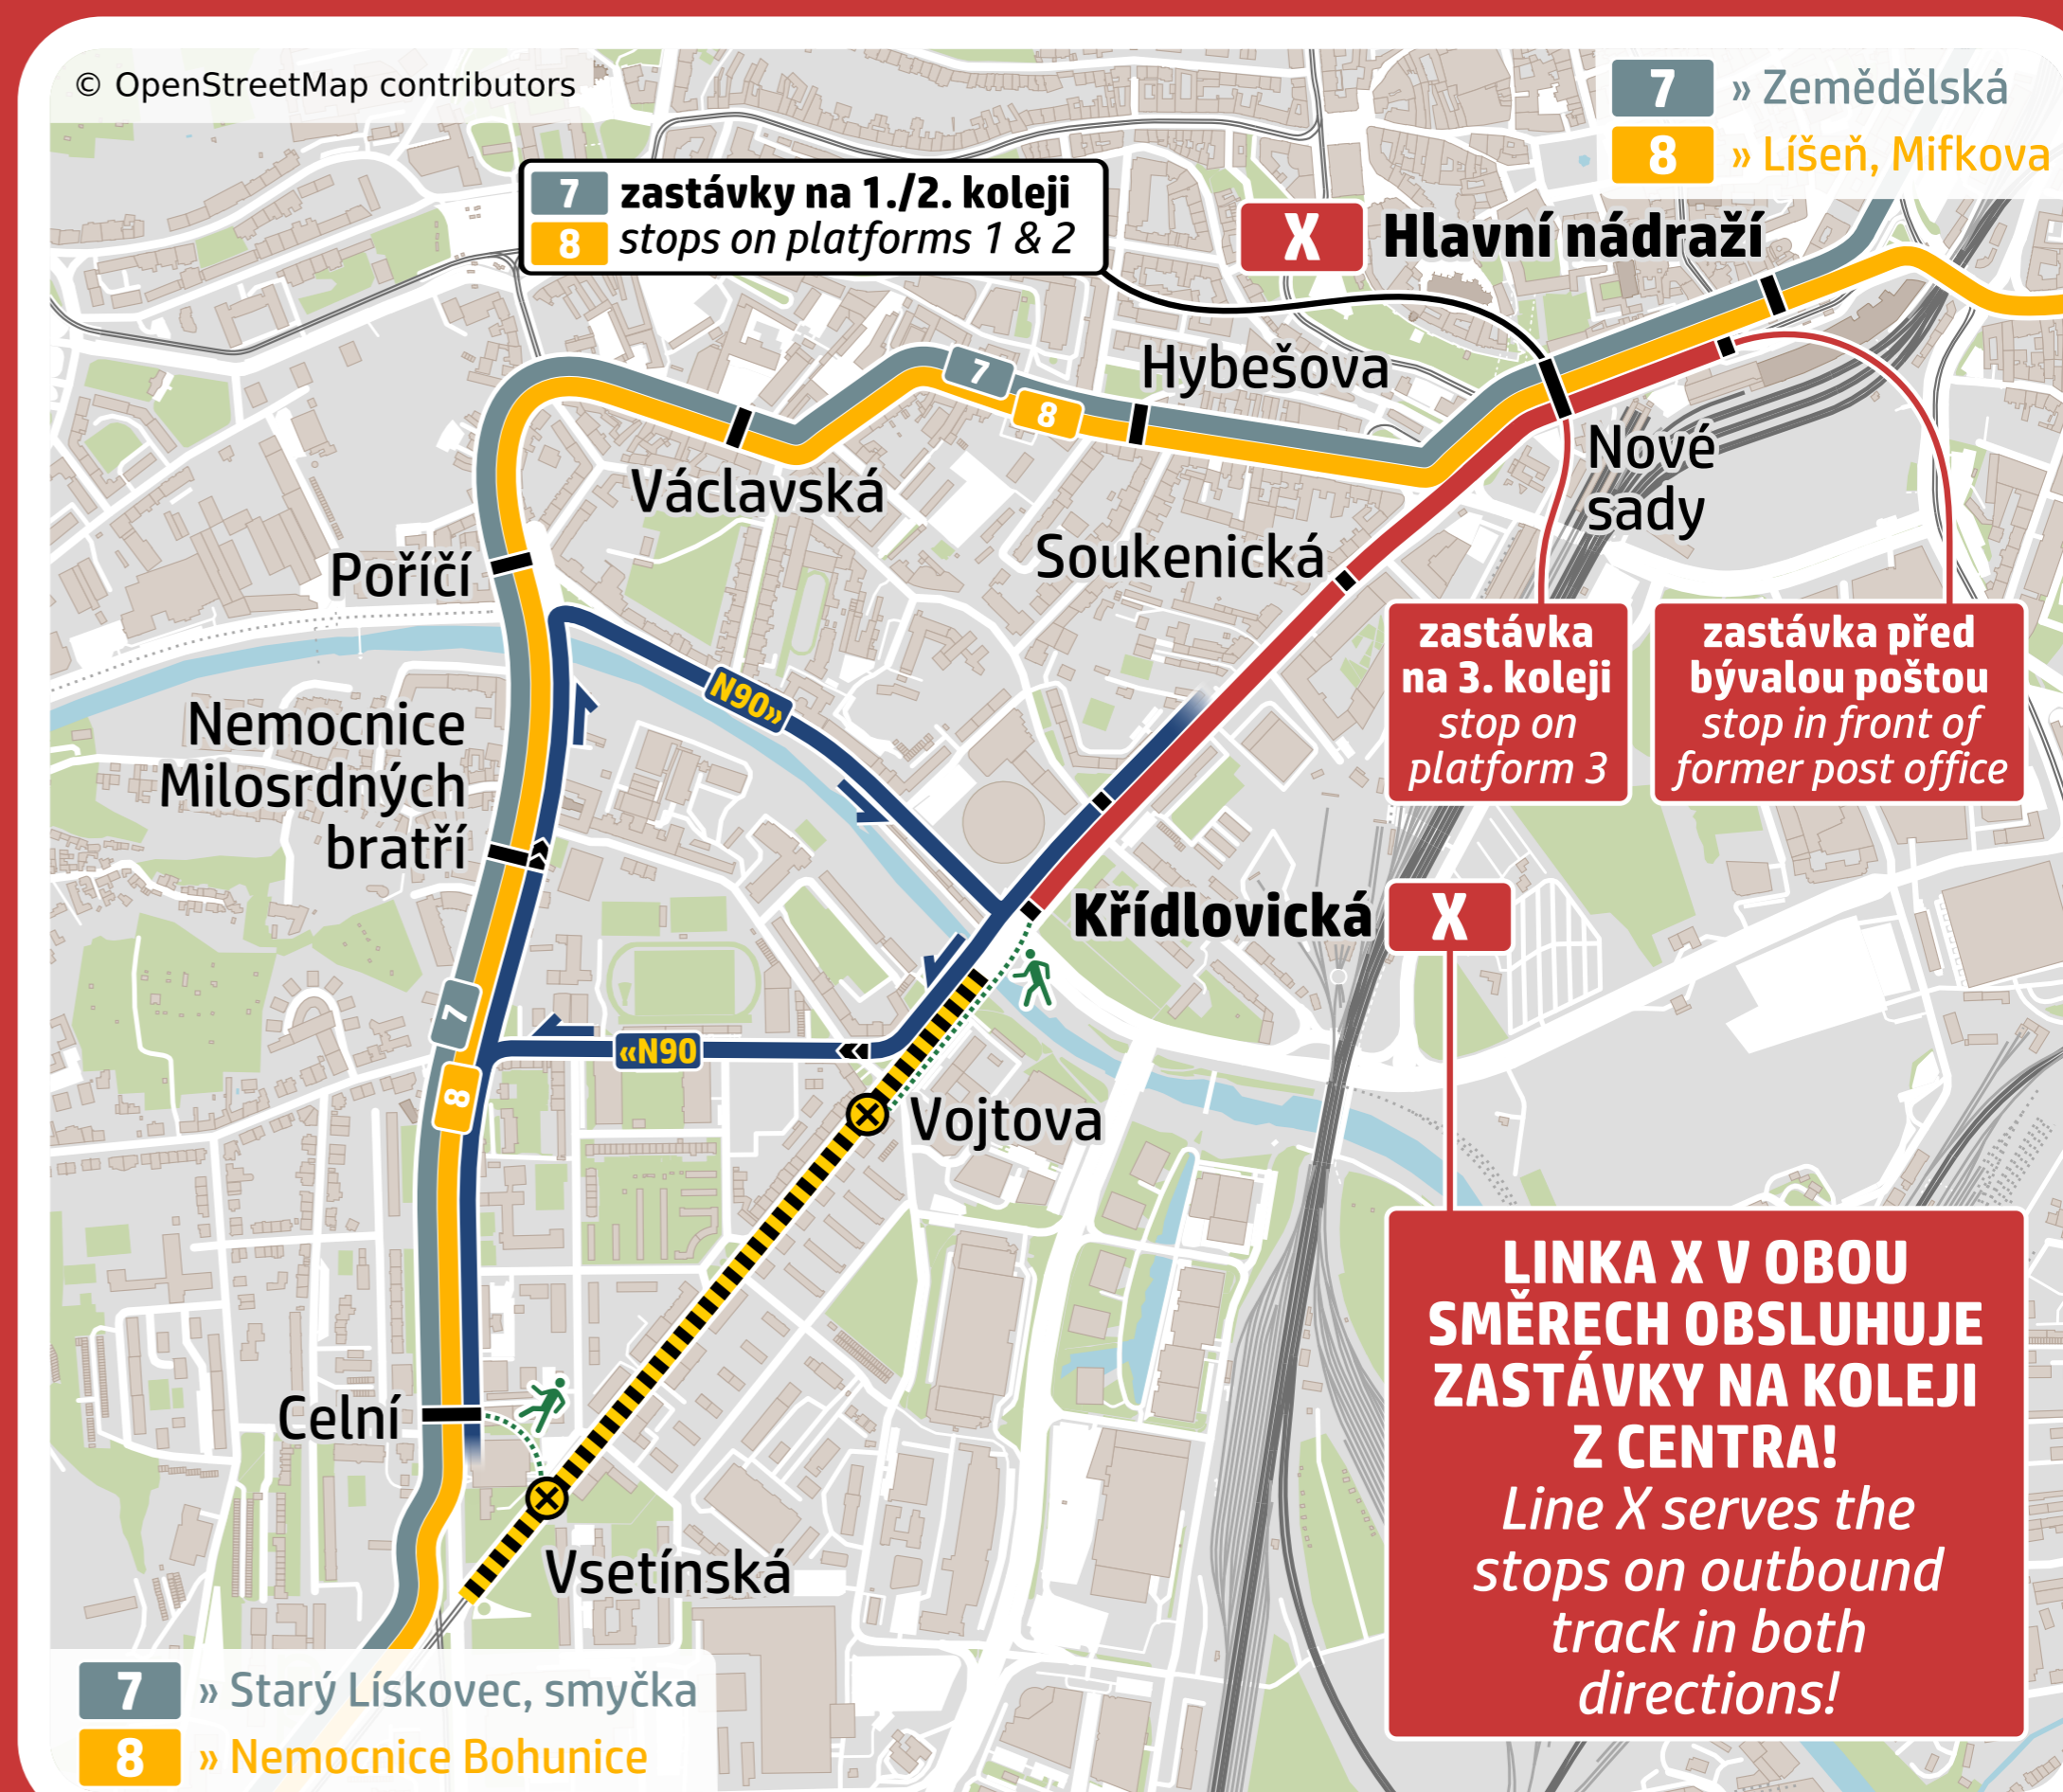 © OpenStreetMap contributors
7 » Zemědělská
8 » Líšeň, Mifkova
7 zastávky na 1./2. koleji
8 stops on platforms 1 & 2
X Hlavní nádraží
7
8
Hybešova
Václavská
Nové
sady
Soukenická
Poříčí
zastávka
na 3. koleji
stop on
platform 3
zastávka před
bývalou poštou
stop in front of
former post office
N90»
Nemocnice
Milosrdných
bratří
Křídlovická X
7
«N90
8
Vojtova
LINKA X V OBOU
SMĚRECH OBSLUHUJE
ZASTÁVKY NA KOLEJI
Z CENTRA!
Line X serves the
stops on outbound
track in both
directions!
Celní
Vsetínská
7 » Starý Lískovec, smyčka
8 » Nemocnice Bohunice